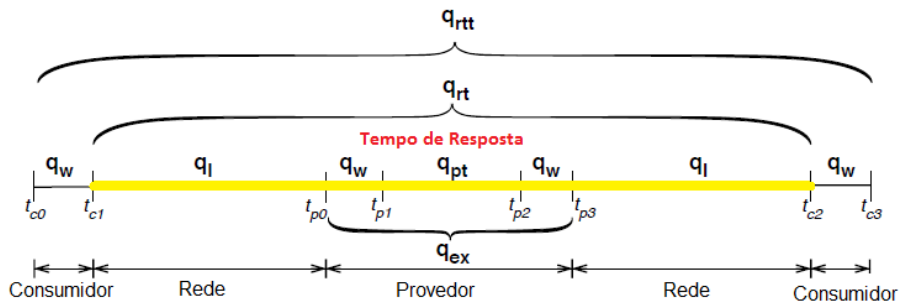 q_rtt
q_rt
Tempo de Resposta
q_w q_l q_w q_pt q_w q_l q_w
t_c0 t_c1 t_p0 t_p1 t_p2 t_p3 t_c2 t_c3
q_ex
Consumidor Rede Provedor Rede Consumidor